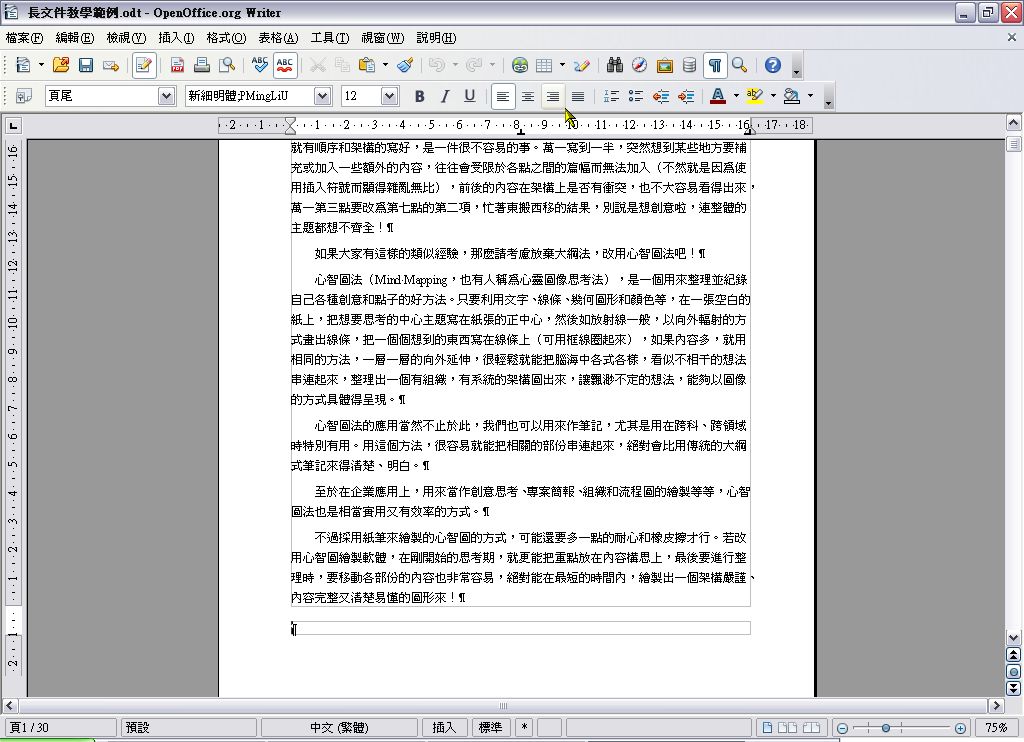 長文件教學範例.odt - OpenOffice.org Writer
檔案(F) 編輯(E) 檢視(V) 插入(I) 格式(O) 表格(A) 工具(T) 視窗(W) 說明(H)
頁尾 新細明體;PMingLiU 12 B I U
·2···1··· ···1···2···3···4···5···6···7···8···9···10···11···12···13···14···15···16···17···18·
就有順序和架構的寫好，是一件很不容易的事。萬一寫到一半，突然想到某些地方要補
充或加入一些額外的內容，往往會受限於各點之間的篇幅而無法加入（不然就是因為使
用插入符號而顯得雜亂無比），前後的內容在架構上是否有衝突，也不大容易看得出來，
萬一第三點要改為第七點的第二項，忙著東搬西移的結果，別說是想創意啦，連整體的
主題都想不齊全！¶
如果大家有這樣的類似經驗，那麼請考慮放棄大綱法，改用心智圖法吧！¶
心智圖法（Mind·Mapping，也有人稱為心靈圖像思考法），是一個用來整理並紀錄
自己各種創意和點子的好方法。只要利用文字、線條、幾何圖形和顏色等，在一張空白的
紙上，把想要思考的中心主題寫在紙張的正中心，然後如放射線一般，以向外輻射的方
式畫出線條，把一個個想到的東西寫在線條上（可用框線圈起來），如果內容多，就用
相同的方法，一層一層的向外延伸，很輕鬆就能把腦海中各式各樣，看似不相干的想法
串連起來，整理出一個有組織，有系統的架構圖出來，讓飄渺不定的想法，能夠以圖像
的方式具體得呈現。¶
心智圖法的應用當然不止於此，我們也可以用來作筆記，尤其是用在跨科、跨領域
時特別有用。用這個方法，很容易就能把相關的部份串連起來，絕對會比用傳統的大綱
式筆記來得清楚、明白。¶
至於在企業應用上，用來當作創意思考、專案簡報、組織和流程圖的繪製等等，心智
圖法也是相當實用又有效率的方式。¶
不過採用紙筆來繪製的心智圖的方式，可能還要多一點的耐心和橡皮擦才行。若改
用心智圖繪製軟體，在剛開始的思考期，就更能把重點放在內容構思上，最後要進行整
理時，要移動各部份的內容也非常容易，絕對能在最短的時間內，繪製出一個架構嚴謹、
內容完整又清楚易懂的圖形來！¶
¶
頁1 / 30 預設 中文 (繁體) 插入 標準 * 75%